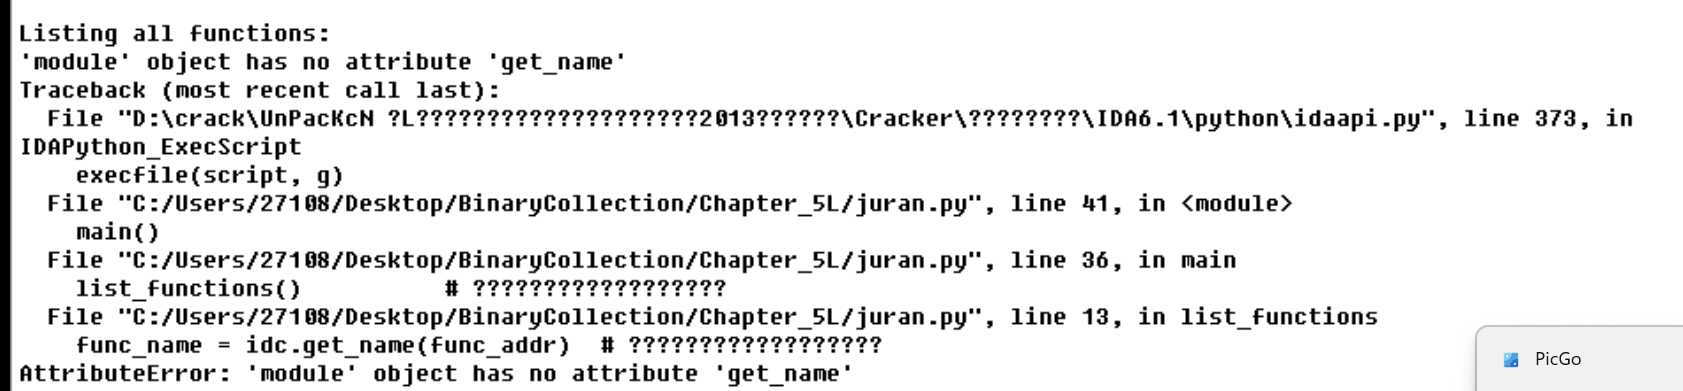 Listing all functions:
'module' object has no attribute 'get_name'
Traceback (most recent call last):
  File "D:\crack\UnPacKcN ?L????????????????????2013??????\Cracker\????????\IDA6.1\python\idaapi.py", line 373, in
IDAPython_ExecScript
    execfile(script, g)
  File "C:/Users/27108/Desktop/BinaryCollection/Chapter_5L/juran.py", line 41, in <module>
    main()
  File "C:/Users/27108/Desktop/BinaryCollection/Chapter_5L/juran.py", line 36, in main
    list_functions()          # ??????????????????
  File "C:/Users/27108/Desktop/BinaryCollection/Chapter_5L/juran.py", line 13, in list_functions
    func_name = idc.get_name(func_addr)  # ??????????????????
AttributeError: 'module' object has no attribute 'get_name'
PicGo